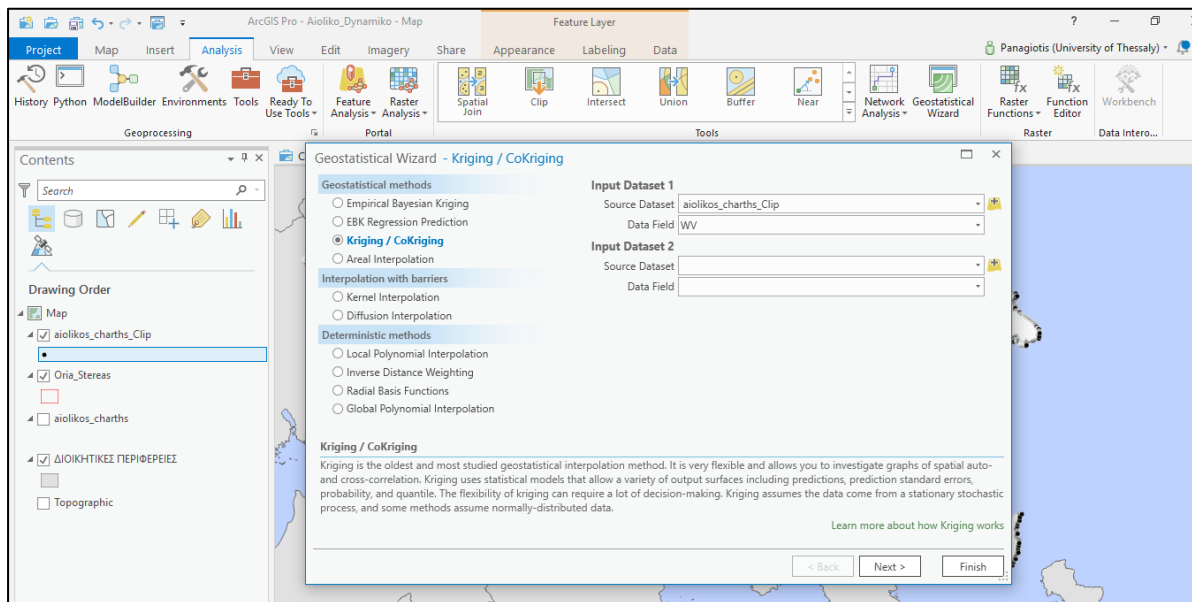 ArcGIS Pro - Aioliko_Dynamiko - Map
Feature Layer
?
Project Map Insert Analysis View Edit Imagery Share Appearance Labeling Data
Panagiotis (University of Thessaly)
History Python ModelBuilder Environments Tools Ready To Use Tools
Feature Analysis Raster Analysis
Spatial Join Clip Intersect Union Buffer Near
Network Analysis Geostatistical Wizard
Raster Functions Function Editor
Workbench
Geoprocessing Portal Tools Raster Data Intero...
Contents
Search
Drawing Order
Map
aiolikos_charths_Clip
Oria_Stereas
aiolikos_charths
ΔΙΟΙΚΗΤΙΚΕΣ ΠΕΡΙΦΕΡΕΙΕΣ
Topographic
C
Geostatistical Wizard - Kriging / CoKriging
Geostatistical methods
Empirical Bayesian Kriging
EBK Regression Prediction
Kriging / CoKriging
Areal Interpolation
Interpolation with barriers
Kernel Interpolation
Diffusion Interpolation
Deterministic methods
Local Polynomial Interpolation
Inverse Distance Weighting
Radial Basis Functions
Global Polynomial Interpolation
Input Dataset 1
Source Dataset aiolikos_charths_Clip
Data Field WV
Input Dataset 2
Source Dataset
Data Field
Kriging / CoKriging
Kriging is the oldest and most studied geostatistical interpolation method. It is very flexible and allows you to investigate graphs of spatial auto-
and cross-correlation. Kriging uses statistical models that allow a variety of output surfaces including predictions, prediction standard errors,
probability, and quantile. The flexibility of kriging can require a lot of decision-making. Kriging assumes the data come from a stationary stochastic
process, and some methods assume normally-distributed data.
Learn more about how Kriging works
< Back Next > Finish